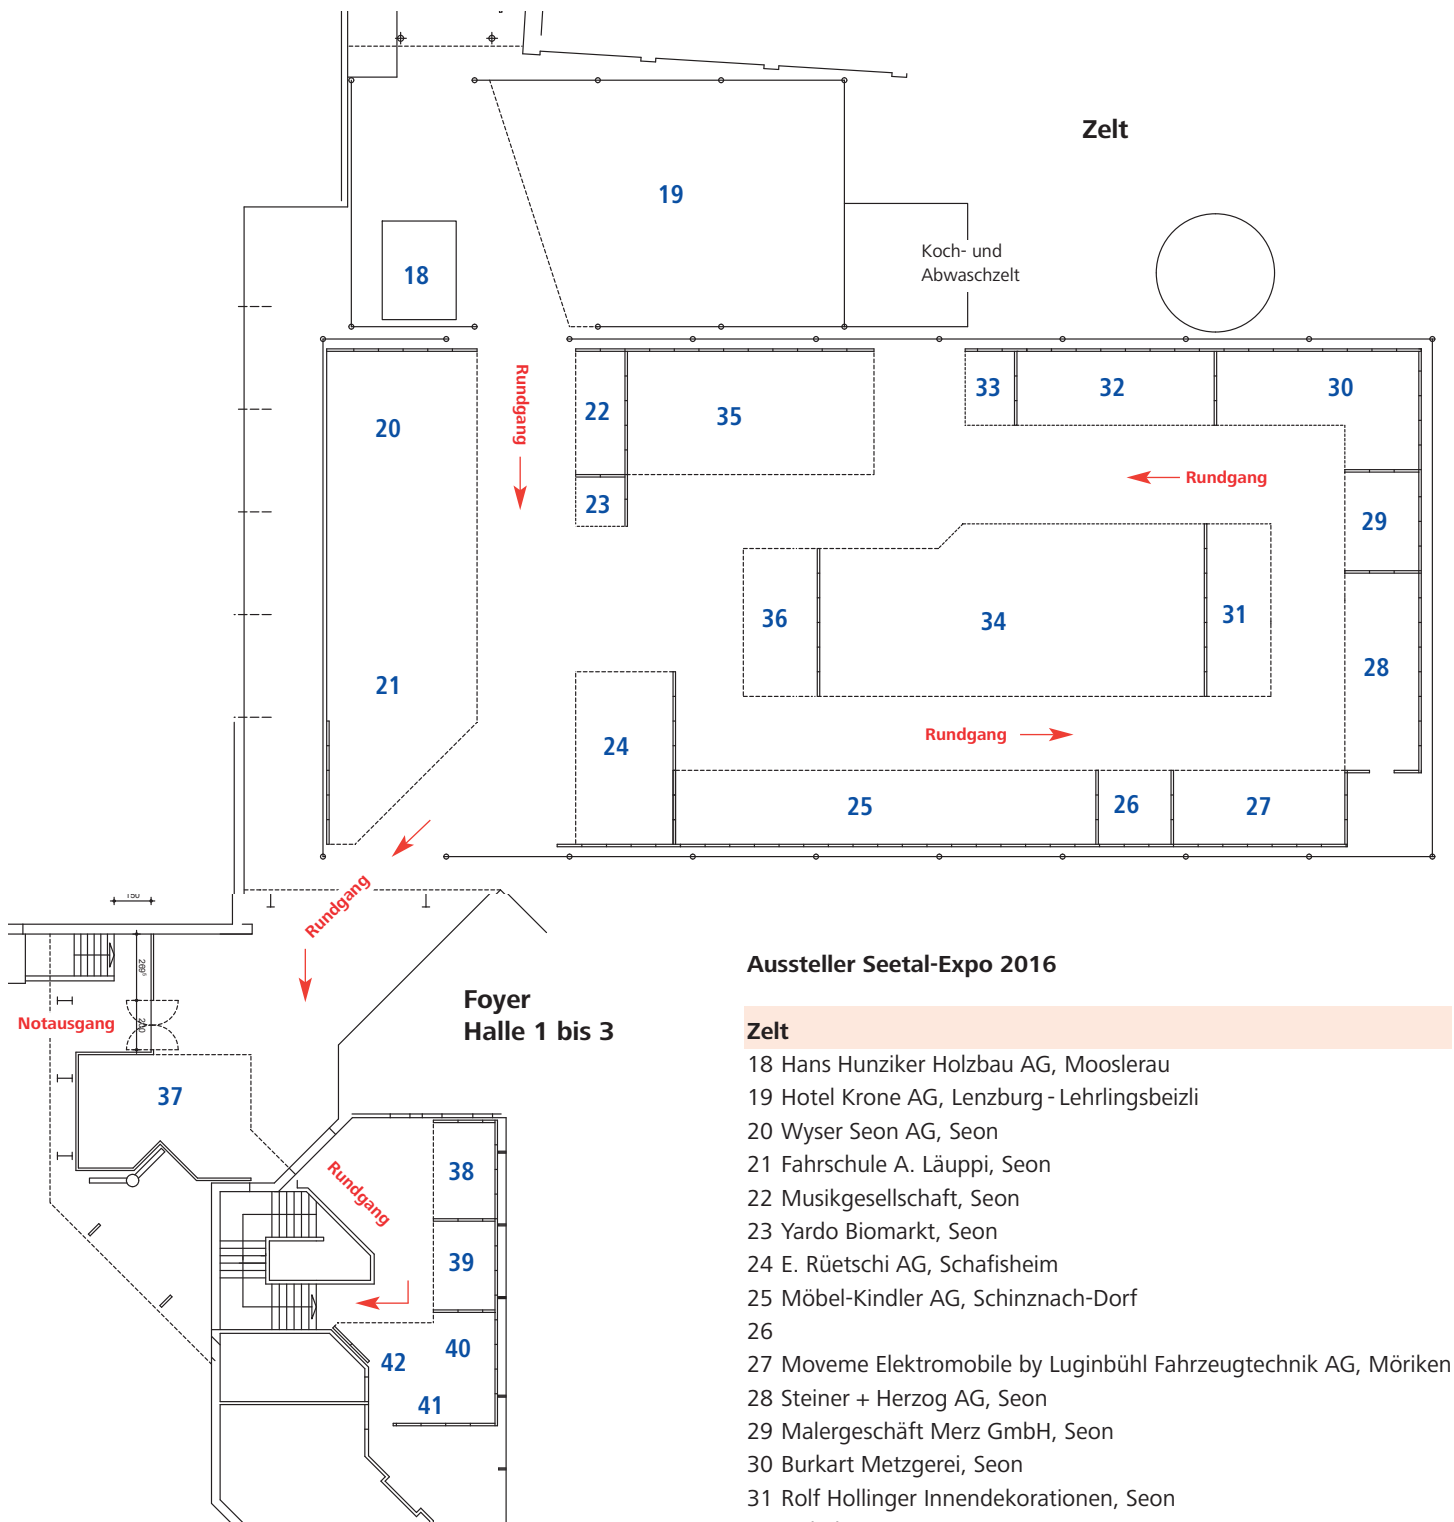 Zelt
19
Koch- und
Abwaschzelt
18
Rundgang
20
22
35
33
32
30
Rundgang
23
29
36
34
31
28
21
24
Rundgang
25
26
27
Rundgang
150
269⁵
Notausgang
Foyer
Halle 1 bis 3
37
Rundgang
38
39
40
42
41
Aussteller Seetal-Expo 2016
Zelt
18 Hans Hunziker Holzbau AG, Mooslerau
19 Hotel Krone AG, Lenzburg - Lehrlingsbeizli
20 Wyser Seon AG, Seon
21 Fahrschule A. Läuppi, Seon
22 Musikgesellschaft, Seon
23 Yardo Biomarkt, Seon
24 E. Rüetschi AG, Schafisheim
25 Möbel-Kindler AG, Schinznach-Dorf
26
27 Moveme Elektromobile by Luginbühl Fahrzeugtechnik AG, Möriken
28 Steiner + Herzog AG, Seon
29 Malergeschäft Merz GmbH, Seon
30 Burkart Metzgerei, Seon
31 Rolf Hollinger Innendekorationen, Seon